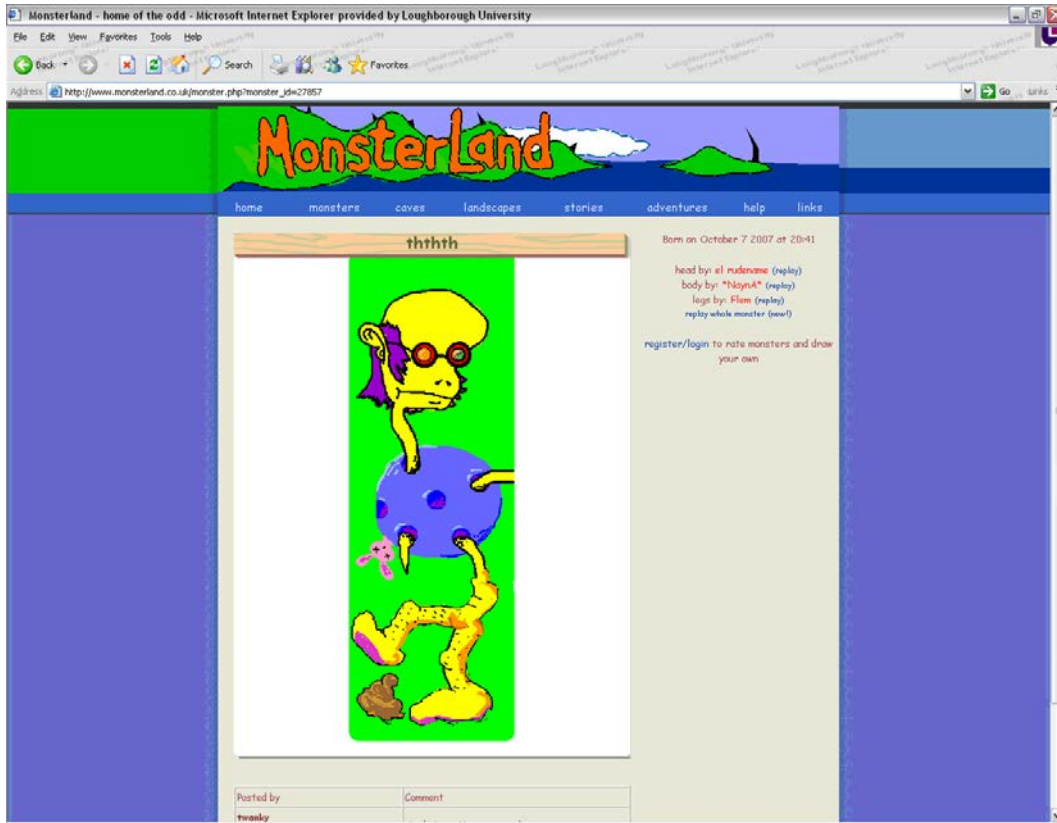 Monsterland - home of the odd - Microsoft Internet Explorer provided by Loughborough University
File Edit View Favorites Tools Help
Back Search Favorites
Address http://www.monsterland.co.uk/monster.php?monster_id=27857 Go Links
MonsterLand
home monsters caves landscapes stories adventures help links
thththth
Born on October 7 2007 at 20:41
head by: el rudename (replay)
body by: *NaynA* (replay)
legs by: Flem (replay)
replay whole monster (new!)
register/login to rate monsters and draw
your own
Posted by Comment
twanky